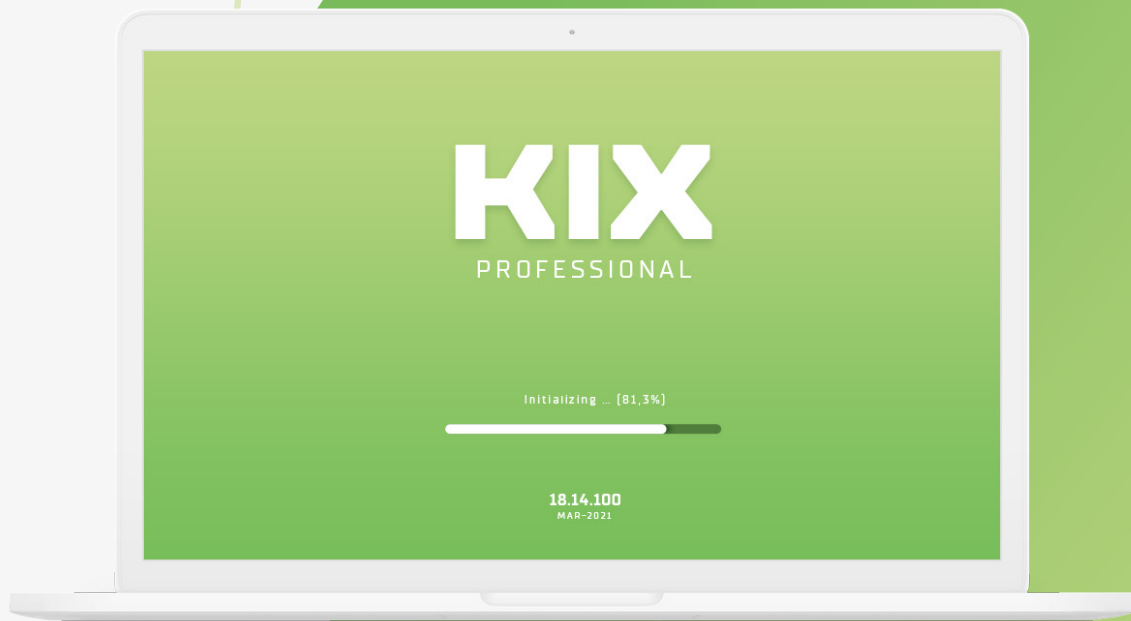 KIX
PROFESSIONAL
Initializing ... [81,3%]
18.14.100
MAR-2021